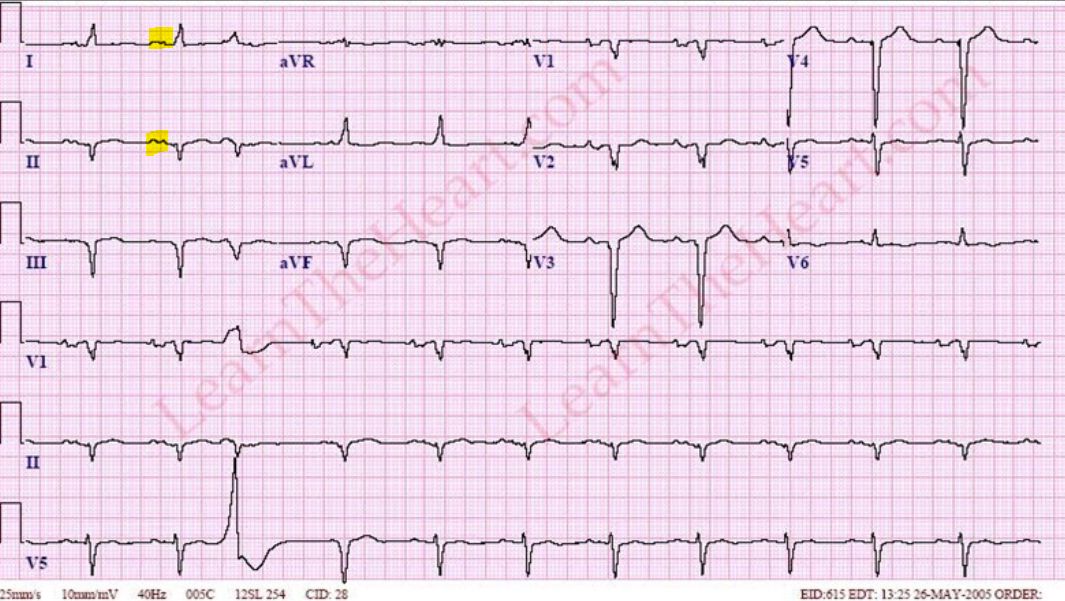 I aVR V1 V4
II aVL V2 V5
III aVF V3 V6
V1
II
V5
LearnTheHeart.com
LearnTheHeart.com
25mm/s 10mm/mV 40Hz 005C 12SL 254 CID: 28 EID:615 EDT: 13:25 26-MAY-2005 ORDER: